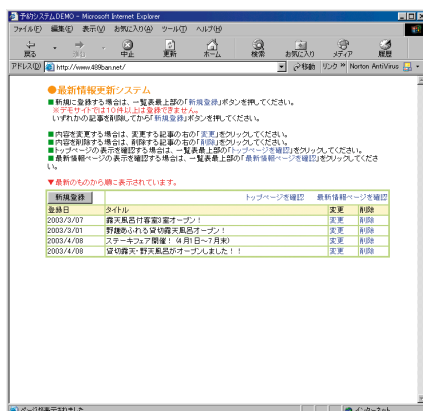 予約システムDEMO - Microsoft Internet Explorer
ファイル(F) 編集(E) 表示(V) お気に入り(A) ツール(T) ヘルプ(H)
戻る 進む 中止 更新 ホーム 検索 お気に入り メディア 履歴
アドレス(D) http://www.489ban.net/ 移動 リンク » Norton AntiVirus
●最新情報更新システム
■新規に登録する場合は、一覧表最上部の「新規登録」ボタンを押してください。
※デモサイトでは10件以上は登録できません。
いずれかの記事を削除してから「新規登録」ボタンを押してください。
■内容を変更する場合は、変更する記事の右の「変更」をクリックしてください。
■内容を削除する場合は、削除する記事の右の「削除」をクリックしてください。
■トップページの表示を確認する場合は、一覧表最上部の「トップページを確認」をクリックしてください。
■最新情報ページの表示を確認する場合は、一覧表最上部の「最新情報ページを確認」をクリックしてくださ
い。
▼最新のものから順に表示されています。
新規登録 トップページを確認 最新情報ページを確認
登録日 タイトル 変更 削除
2003/3/07 露天風呂付客室3室オープン! 変更 削除
2003/3/01 野趣あふれる貸切露天風呂オープン! 変更 削除
2003/4/08 ステーキフェア開催! (4月1日~7月末) 変更 削除
2003/4/08 貸切露天・野天風呂がオープンしました!! 変更 削除
ページが表示されました インターネット